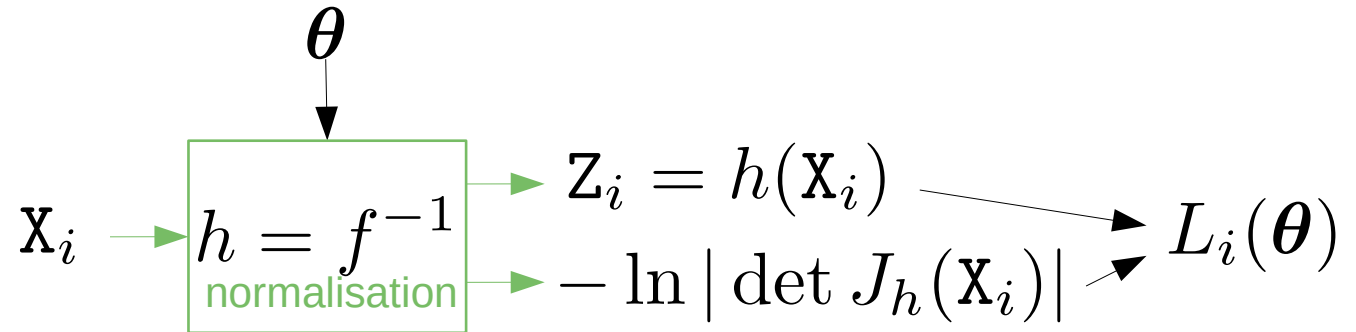 θ
X_i
h = f^{-1}
normalisation
Z_i = h(X_i)
− ln | det J_h(X_i)|
L_i(θ)